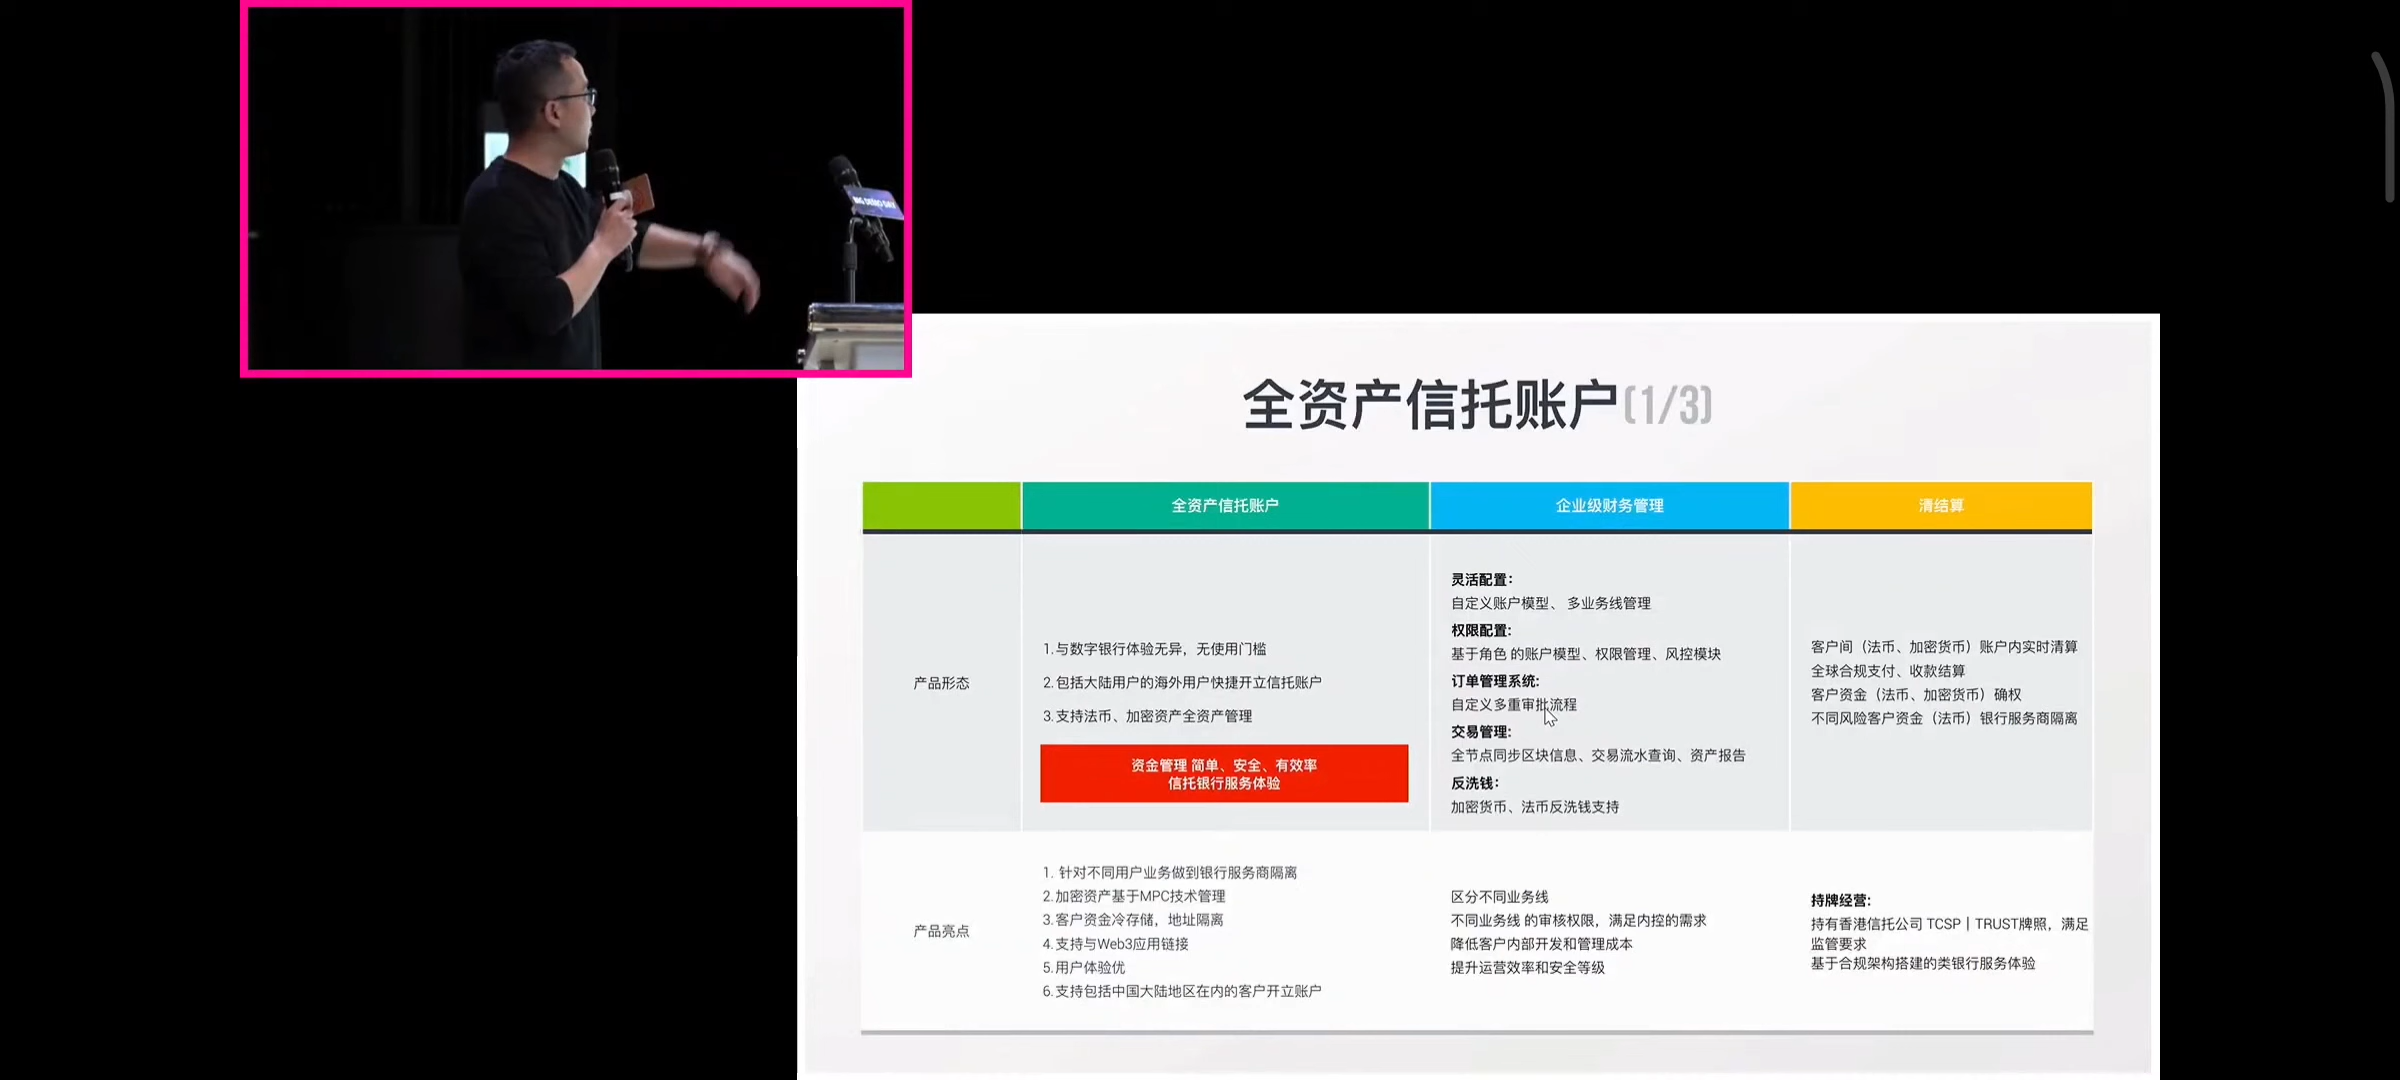 BIG DEMO DAY
全资产信托账户(1/3)
全资产信托账户
企业级财务管理
清结算
产品形态
1.与数字银行体验无异，无使用门槛
2.包括大陆用户的海外用户快捷开立信托账户
3.支持法币、加密资产全资产管理
资金管理 简单、安全、有效率
信托银行服务体验
灵活配置：
自定义账户模型、 多业务线管理
权限配置:
基于角色 的账户模型、权限管理、风控模块
订单管理系统:
自定义多重审批流程
交易管理:
全节点同步区块信息、交易流水查询、资产报告
反洗钱：
加密货币、法币反洗钱支持
客户间（法币、加密货币）账户内实时清算
全球合规支付、收款结算
客户资金（法币、加密货币）确权
不同风险客户资金（法币）银行服务商隔离
产品亮点
1. 针对不同用户业务做到银行服务商隔离
2.加密资产基于MPC技术管理
3.客户资金冷存储，地址隔离
4.支持与Web3应用链接
5.用户体验优
6.支持包括中国大陆地区在内的客户开立账户
区分不同业务线
不同业务线 的审核权限，满足内控的需求
降低客户内部开发和管理成本
提升运营效率和安全等级
持牌经营:
持有香港信托公司 TCSP | TRUST牌照，满足
监管要求
基于合规架构搭建的类银行服务体验